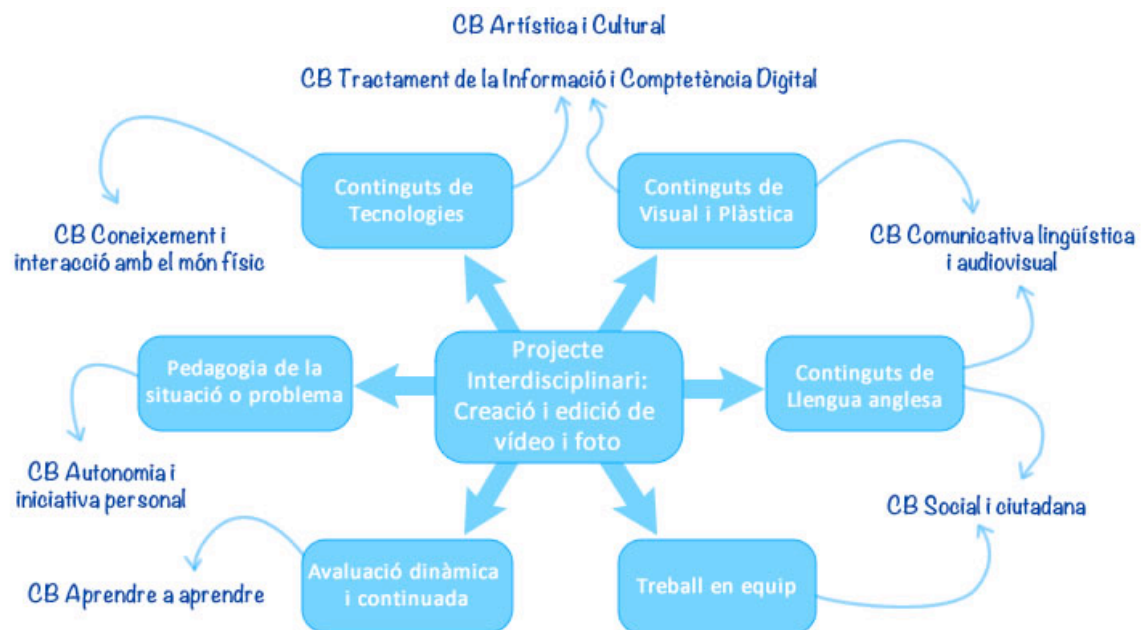 CB Artística i Cultural
CB Tractament de la Informació i Comptetència Digital
Continguts de
Tecnologies
Continguts de
Visual i Plàstica
CB Coneixement i
interacció amb el món físic
CB Comunicativa lingüística
i audiovisual
Pedagogia de la
situació o problema
Projecte
Interdisciplinari:
Creació i edició de
vídeo i foto
Continguts de
Llengua anglesa
CB Autonomia i
iniciativa personal
CB Social i ciutadana
CB Aprendre a aprendre
Avaluació dinàmica
i continuada
Treball en equip